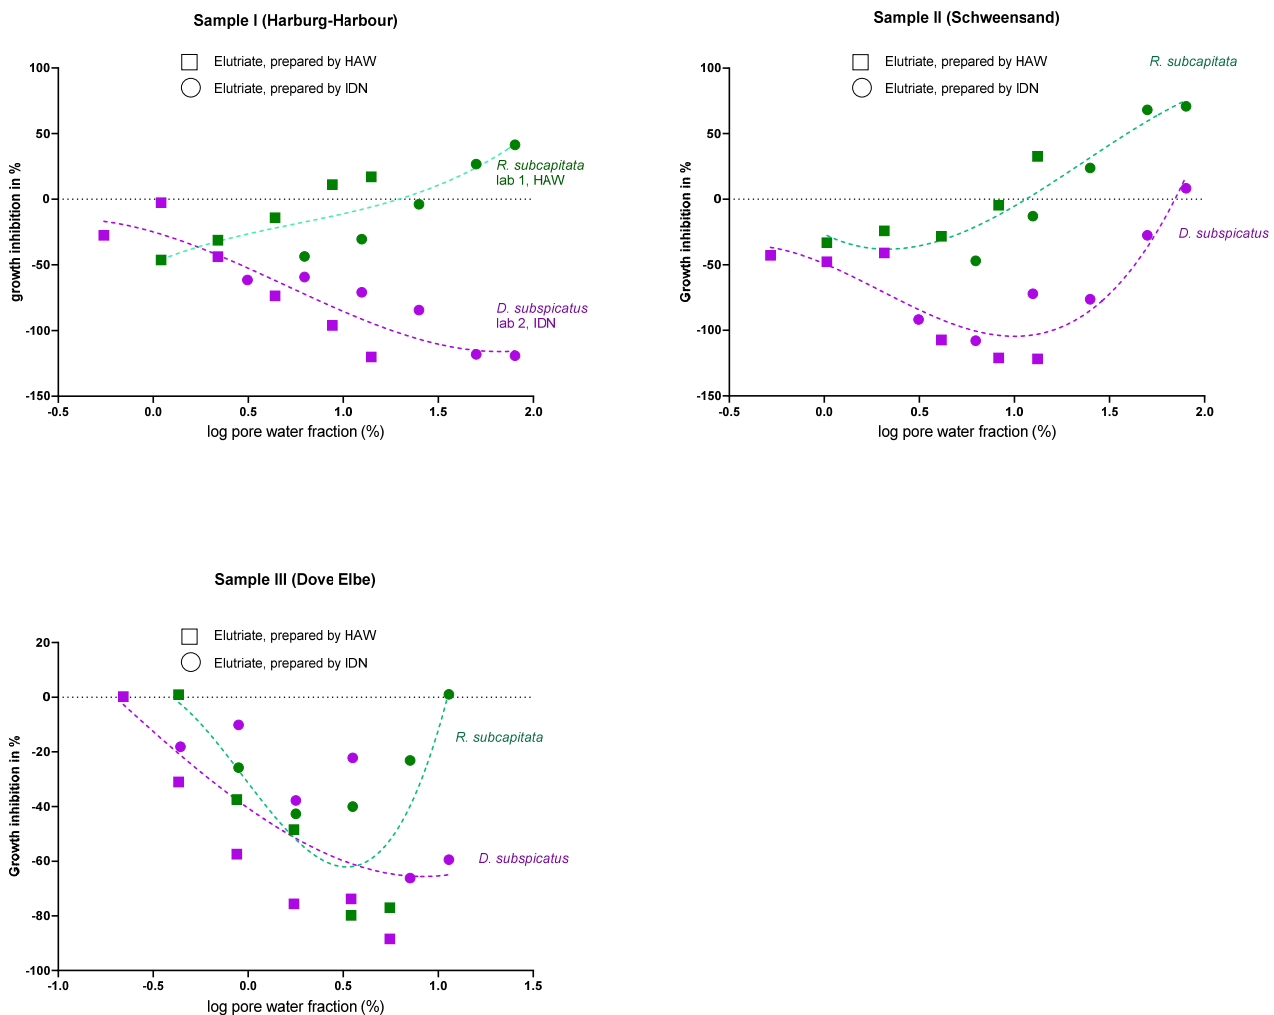 Sample I (Harburg-Harbour)
Elutriate, prepared by HAW
Elutriate, prepared by IDN
growth inhibition in %
100
50
0
-50
-100
-150
R. subcapitata
lab 1, HAW
D. subspicatus
lab 2, IDN
-0.5 0.0 0.5 1.0 1.5 2.0
log pore water fraction (%)
Sample II (Schweensand)
Elutriate, prepared by HAW
Elutriate, prepared by IDN
Growth inhibition in %
100
50
0
-50
-100
-150
R. subcapitata
D. subspicatus
-0.5 0.0 0.5 1.0 1.5 2.0
log pore water fraction (%)
Sample III (Dove Elbe)
Elutriate, prepared by HAW
Elutriate, prepared by IDN
Growth inhibition in %
20
0
-20
-40
-60
-80
-100
R. subcapitata
D. subspicatus
-1.0 -0.5 0.0 0.5 1.0 1.5
log pore water fraction (%)